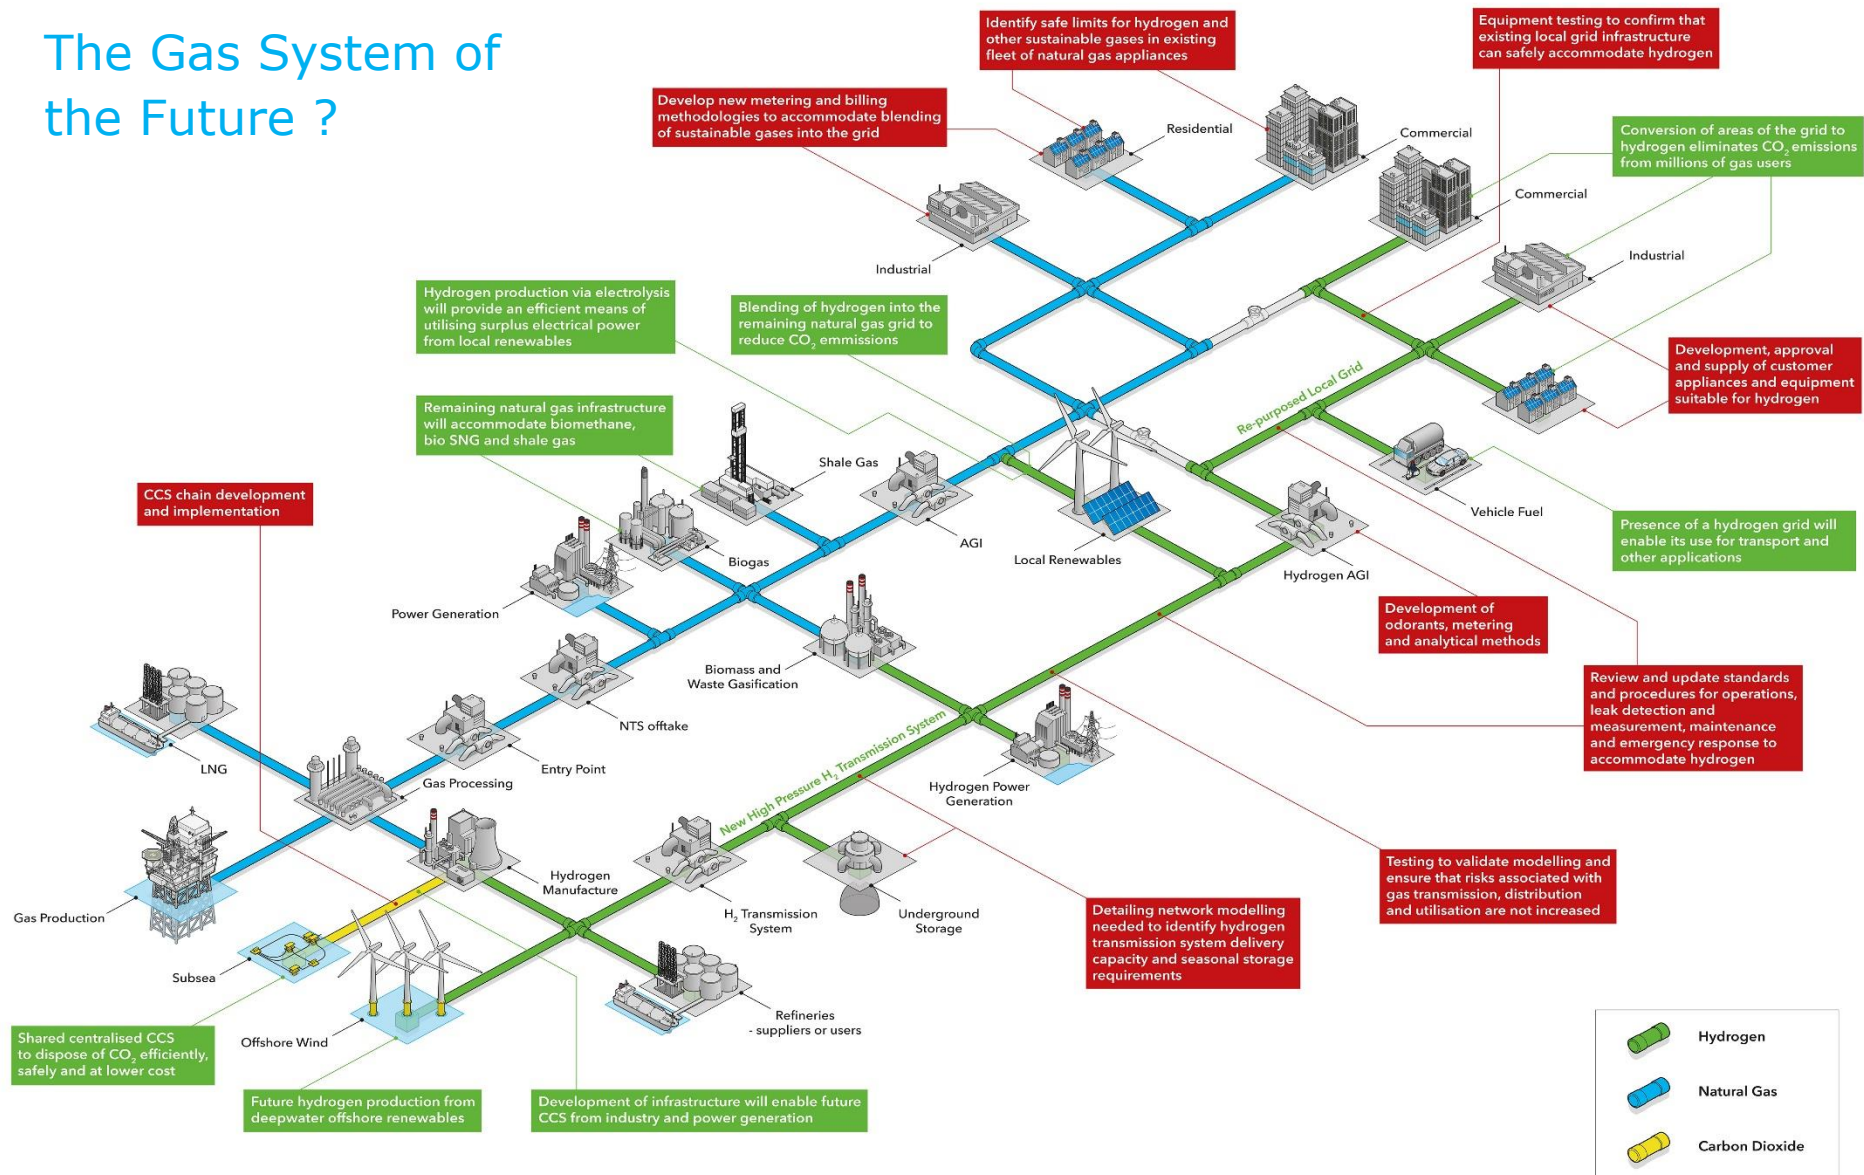 The Gas System of
the Future ?
Identify safe limits for hydrogen and
other sustainable gases in existing
fleet of natural gas appliances
Equipment testing to confirm that
existing local grid infrastructure
can safely accommodate hydrogen
Develop new metering and billing
methodologies to accommodate blending
of sustainable gases into the grid
Residential
Commercial
Conversion of areas of the grid to
hydrogen eliminates CO₂ emissions
from millions of gas users
Commercial
Industrial
Industrial
Hydrogen production via electrolysis
will provide an efficient means of
utilising surplus electrical power
from local renewables
Blending of hydrogen into the
remaining natural gas grid to
reduce CO₂ emmissions
Development, approval
and supply of customer
appliances and equipment
suitable for hydrogen
Re-purposed Local Grid
Remaining natural gas infrastructure
will accommodate biomethane,
bio SNG and shale gas
Shale Gas
CCS chain development
and implementation
Vehicle Fuel
Presence of a hydrogen grid will
enable its use for transport and
other applications
AGI
Biogas
Local Renewables
Hydrogen AGI
Power Generation
Development of
odorants, metering
and analytical methods
Biomass and
Waste Gasification
Review and update standards
and procedures for operations,
leak detection and
measurement, maintenance
and emergency response to
accommodate hydrogen
NTS offtake
New High Pressure H₂ Transmission System
LNG
Entry Point
Gas Processing
Hydrogen Power
Generation
Hydrogen
Manufacture
Gas Production
H₂ Transmission
System
Underground
Storage
Testing to validate modelling and
ensure that risks associated with
gas transmission, distribution
and utilisation are not increased
Detailing network modelling
needed to identify hydrogen
transmission system delivery
capacity and seasonal storage
requirements
Subsea
Refineries
- suppliers or users
Offshore Wind
Shared centralised CCS
to dispose of CO₂ efficiently,
safely and at lower cost
Future hydrogen production from
deepwater offshore renewables
Development of infrastructure will enable future
CCS from industry and power generation
Hydrogen
Natural Gas
Carbon Dioxide